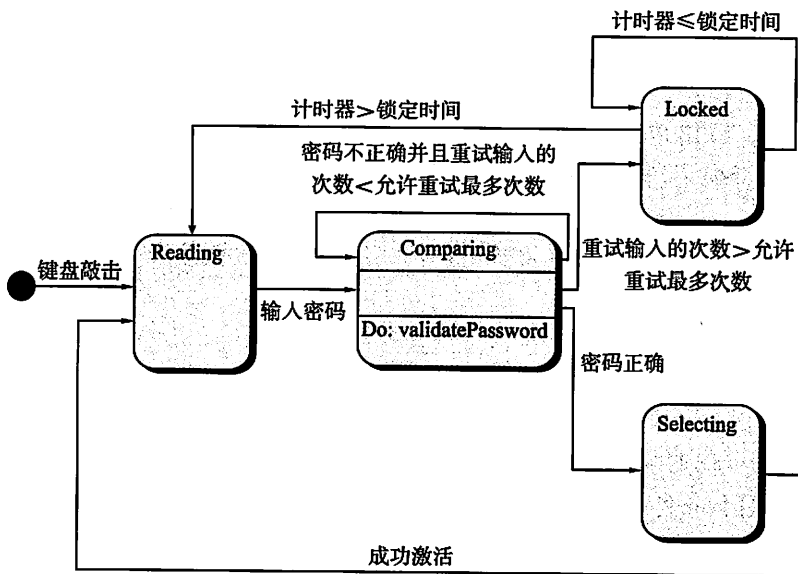 计时器≤锁定时间
Locked
计时器>锁定时间
密码不正确并且重试输入的
次数<允许重试最多次数
Reading
Comparing
键盘敲击
重试输入的次数>允许
重试最多次数
输入密码
Do: validatePassword
密码正确
Selecting
成功激活